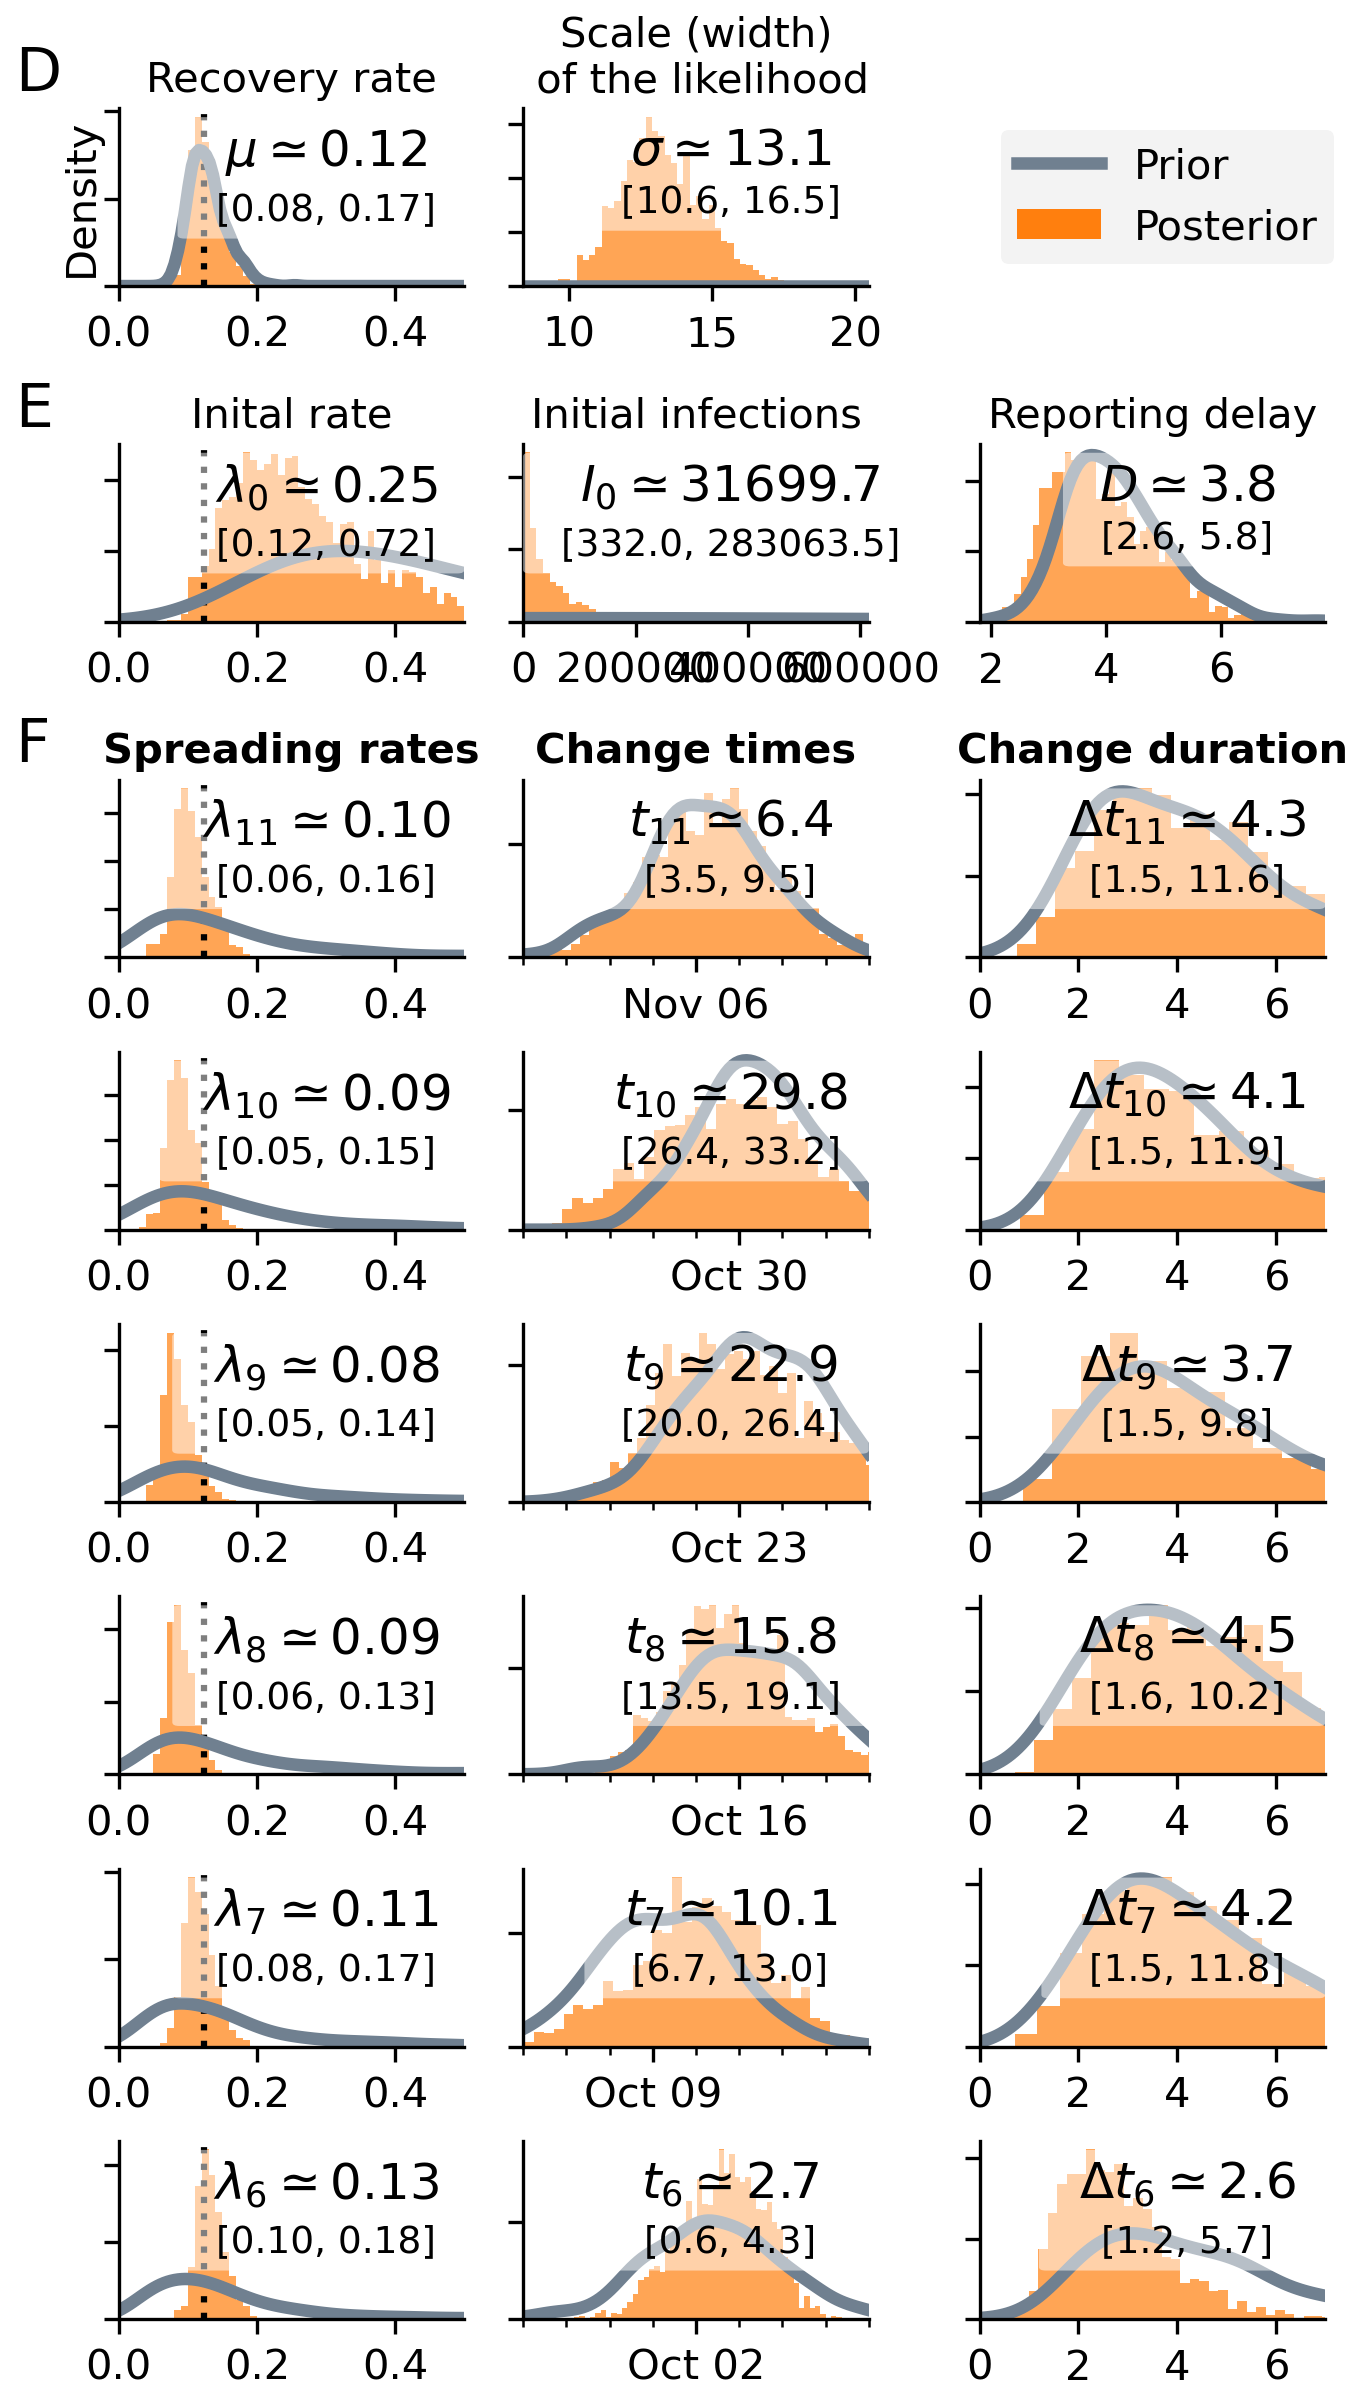 D
Recovery rate
Density
μ ≃ 0.12
[0.08, 0.17]
0.0 0.2 0.4
Scale (width)
of the likelihood
σ ≃ 13.1
[10.6, 16.5]
10 15 20
Prior
Posterior
E
Inital rate
λ₀ ≃ 0.25
[0.12, 0.72]
0.0 0.2 0.4
Initial infections
I₀ ≃ 31699.7
[332.0, 283063.5]
0 200000 400000 600000
Reporting delay
D ≃ 3.8
[2.6, 5.8]
2 4 6
F
Spreading rates Change times Change duration
λ₁₁ ≃ 0.10
[0.06, 0.16]
0.0 0.2 0.4
t₁₁ ≃ 6.4
[3.5, 9.5]
Nov 06
Δt₁₁ ≃ 4.3
[1.5, 11.6]
0 2 4 6
λ₁₀ ≃ 0.09
[0.05, 0.15]
0.0 0.2 0.4
t₁₀ ≃ 29.8
[26.4, 33.2]
Oct 30
Δt₁₀ ≃ 4.1
[1.5, 11.9]
0 2 4 6
λ₉ ≃ 0.08
[0.05, 0.14]
0.0 0.2 0.4
t₉ ≃ 22.9
[20.0, 26.4]
Oct 23
Δt₉ ≃ 3.7
[1.5, 9.8]
0 2 4 6
λ₈ ≃ 0.09
[0.06, 0.13]
0.0 0.2 0.4
t₈ ≃ 15.8
[13.5, 19.1]
Oct 16
Δt₈ ≃ 4.5
[1.6, 10.2]
0 2 4 6
λ₇ ≃ 0.11
[0.08, 0.17]
0.0 0.2 0.4
t₇ ≃ 10.1
[6.7, 13.0]
Oct 09
Δt₇ ≃ 4.2
[1.5, 11.8]
0 2 4 6
λ₆ ≃ 0.13
[0.10, 0.18]
0.0 0.2 0.4
t₆ ≃ 2.7
[0.6, 4.3]
Oct 02
Δt₆ ≃ 2.6
[1.2, 5.7]
0 2 4 6